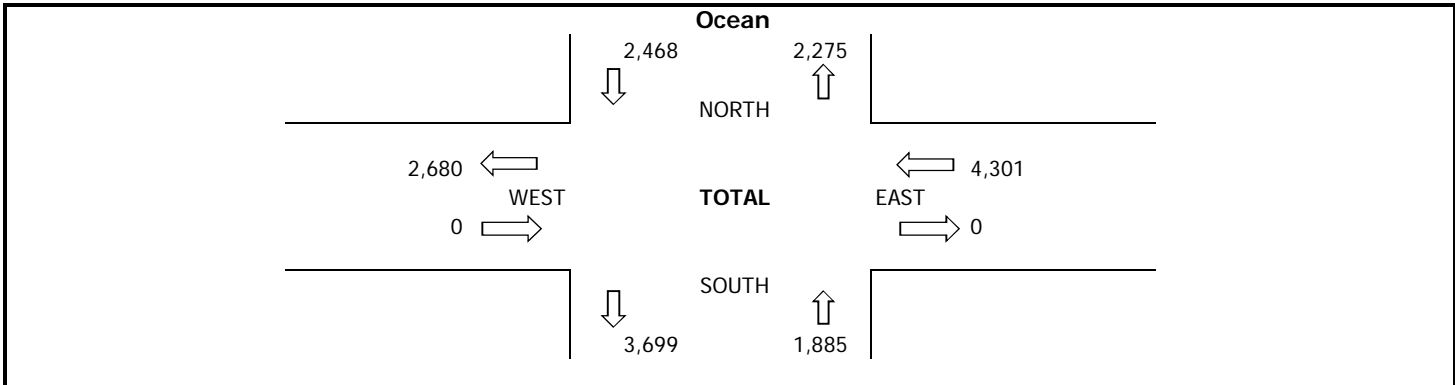 Ocean
2,468 2,275
NORTH
2,680 4,301
WEST TOTAL EAST
0 0
SOUTH
3,699 1,885